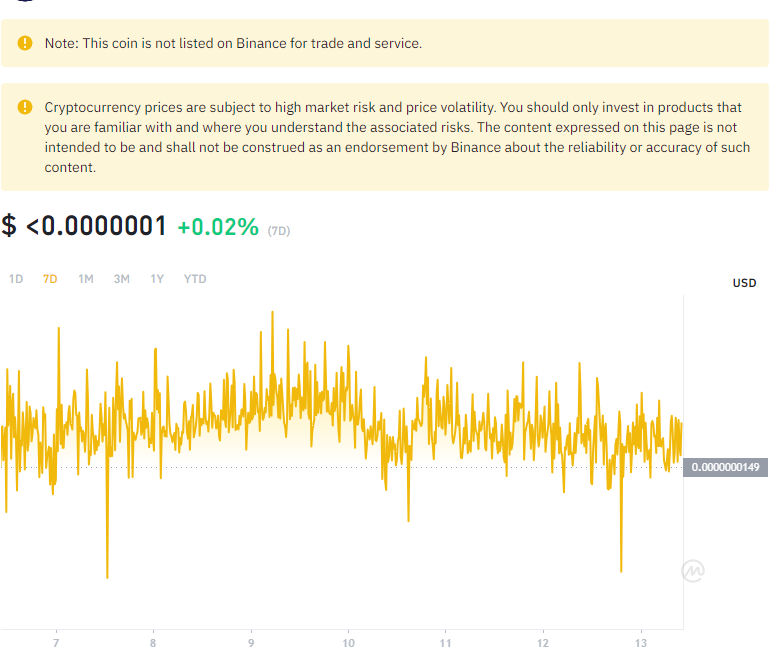 Note: This coin is not listed on Binance for trade and service.
Cryptocurrency prices are subject to high market risk and price volatility. You should only invest in products that
you are familiar with and where you understand the associated risks. The content expressed on this page is not
intended to be and shall not be construed as an endorsement by Binance about the reliability or accuracy of such
content.
$ <0.0000001 +0.02% (7D)
1D 7D 1M 3M 1Y YTD
USD
0.0000000149
7 8 9 10 11 12 13